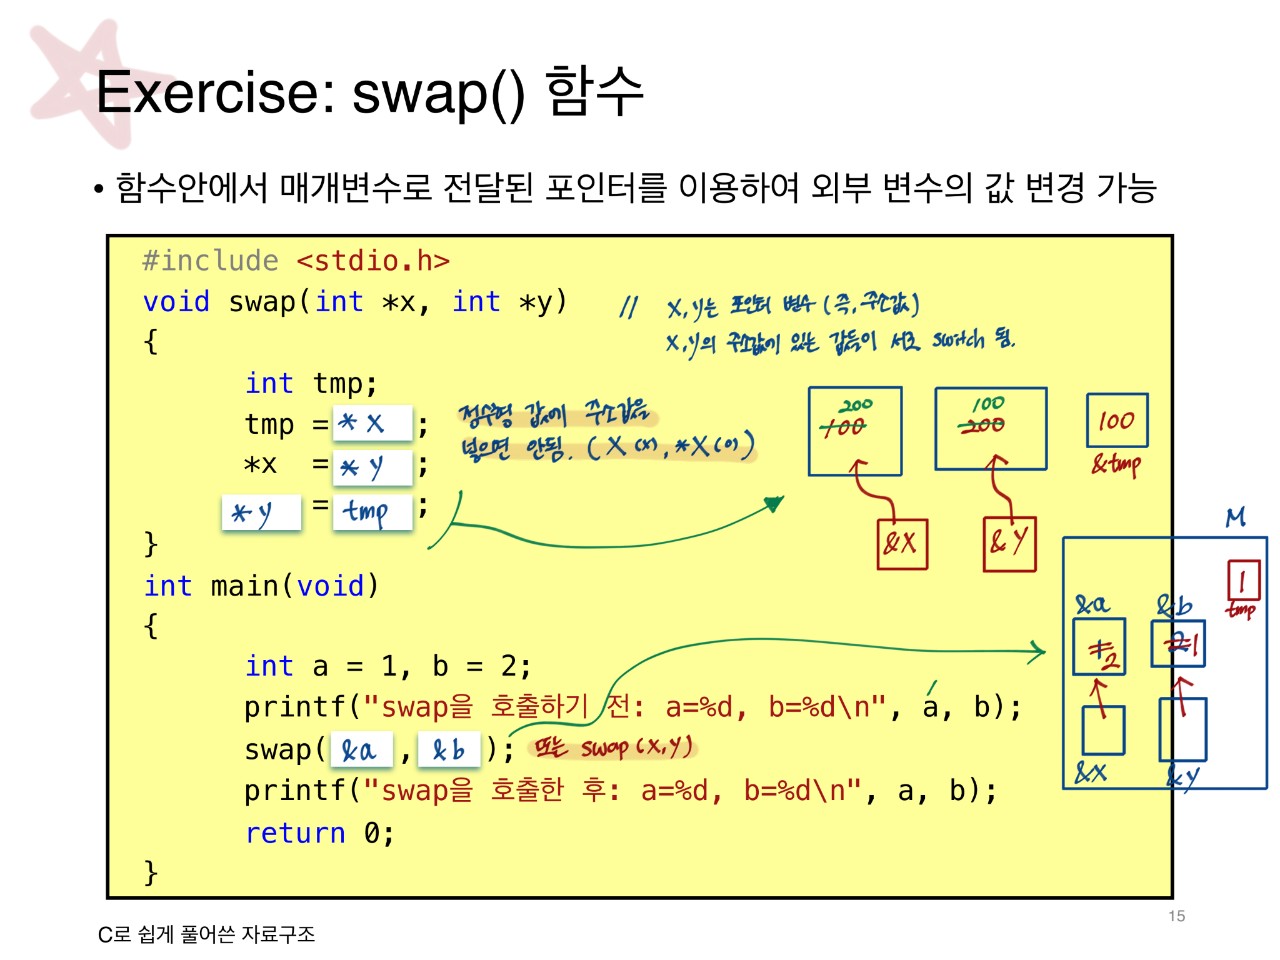 Exercise: swap() 함수
• 함수안에서 매개변수로 전달된 포인터를 이용하여 외부 변수의 값 변경 가능
#include <stdio.h>
void swap(int *x, int *y) // x,y는 포인터 변수 (즉, 주소값)
{ x,y의 주소값에 있는 값들이 서로 switch 됨.
int tmp;
tmp = *x ; 정수형 값에 주소값을
*x = *y ; 넣으면 안됨. (X(x), *X(o))
*y = tmp ;
200 100
100 200 100
&tmp
&X &Y
}
int main(void)
{
int a = 1, b = 2;
printf("swap을 호출하기 전: a=%d, b=%d\n", a, b);
swap( &a , &b ); 또는 swap(x,y)
printf("swap을 호출한 후: a=%d, b=%d\n", a, b);
return 0;
}
M
1
tmp
&a &b
1 2 2 1
&X &y
C로 쉽게 풀어쓴 자료구조
15